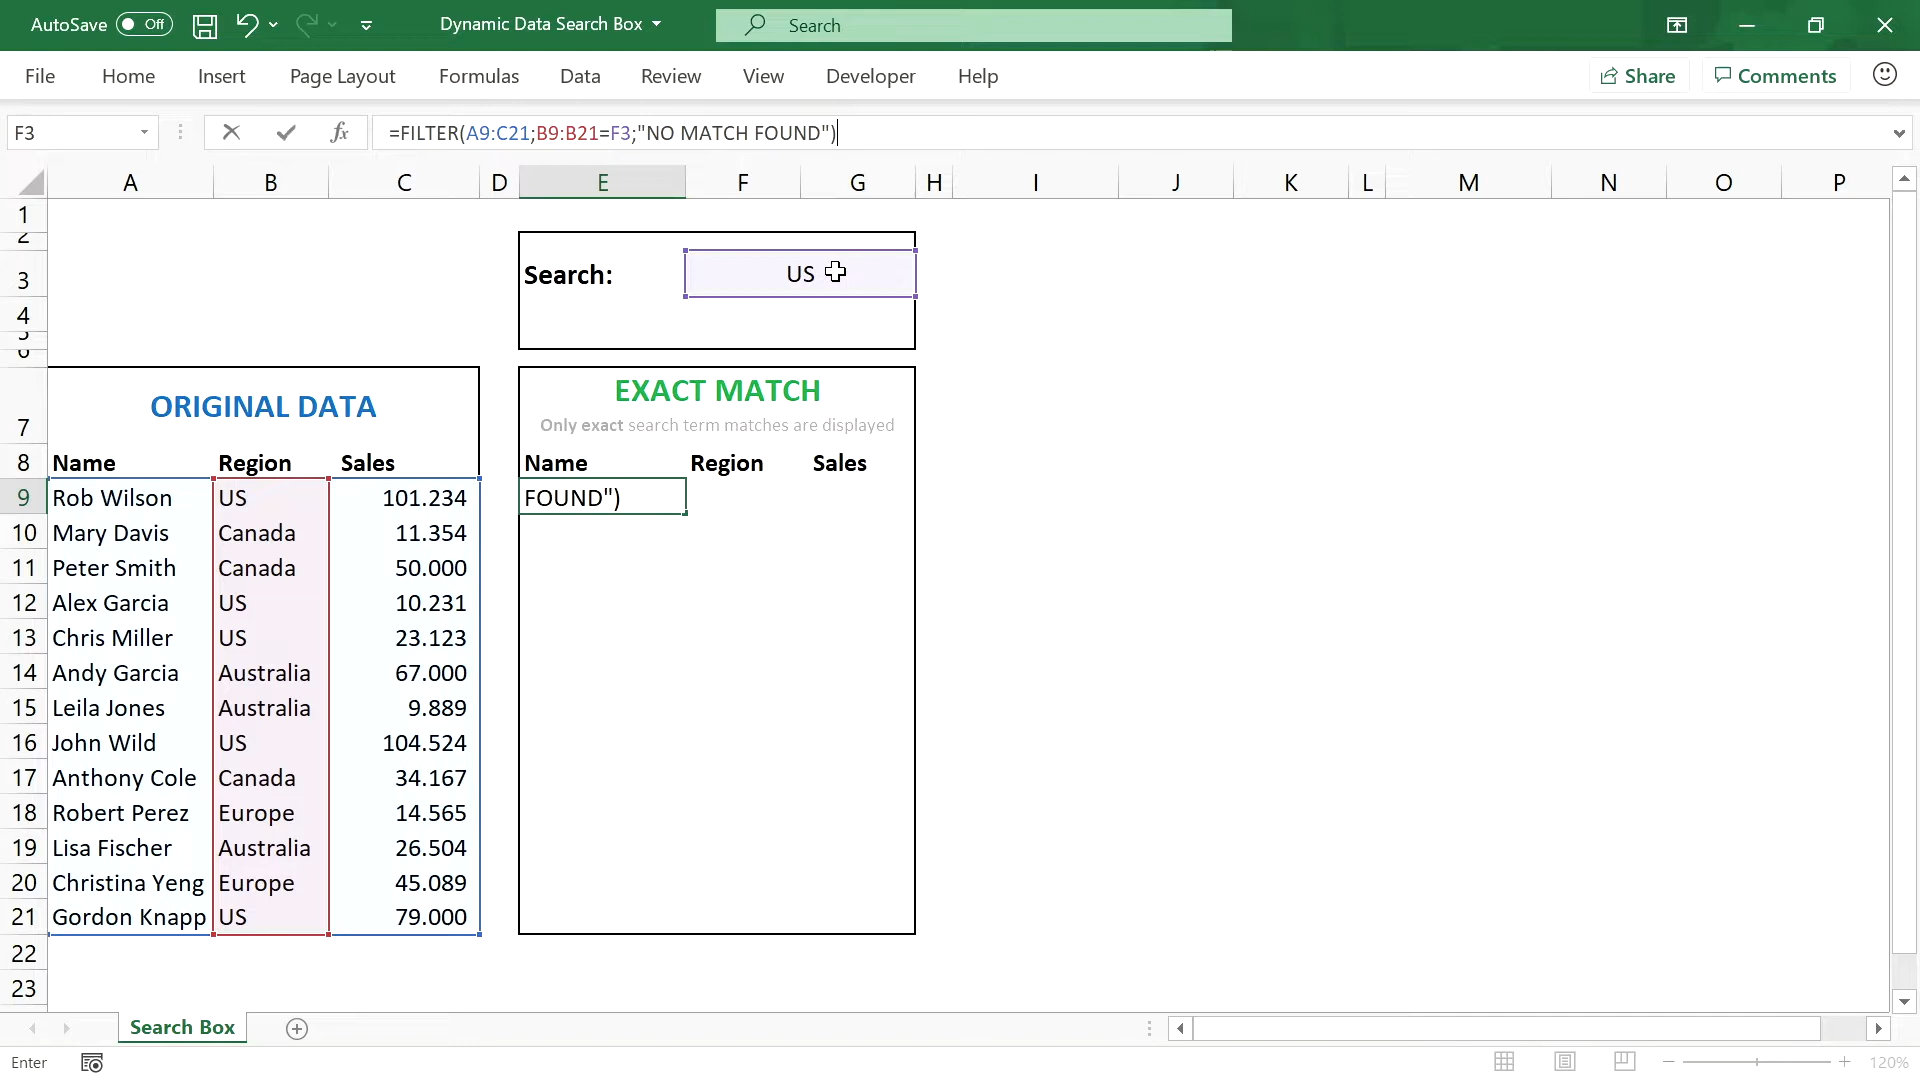 AutoSave Off Dynamic Data Search Box Search
File Home Insert Page Layout Formulas Data Review View Developer Help Share Comments
F3 fx =FILTER(A9:C21;B9:B21=F3;"NO MATCH FOUND")
A B C D E F G H I J K L M N O P
1
2
3 Search: US
4
5
6
7 ORIGINAL DATA EXACT MATCH
Only exact search term matches are displayed
8 Name Region Sales Name Region Sales
9 Rob Wilson US 101.234 FOUND")
10 Mary Davis Canada 11.354
11 Peter Smith Canada 50.000
12 Alex Garcia US 10.231
13 Chris Miller US 23.123
14 Andy Garcia Australia 67.000
15 Leila Jones Australia 9.889
16 John Wild US 104.524
17 Anthony Cole Canada 34.167
18 Robert Perez Europe 14.565
19 Lisa Fischer Australia 26.504
20 Christina Yeng Europe 45.089
21 Gordon Knapp US 79.000
22
23
Search Box
Enter 120%